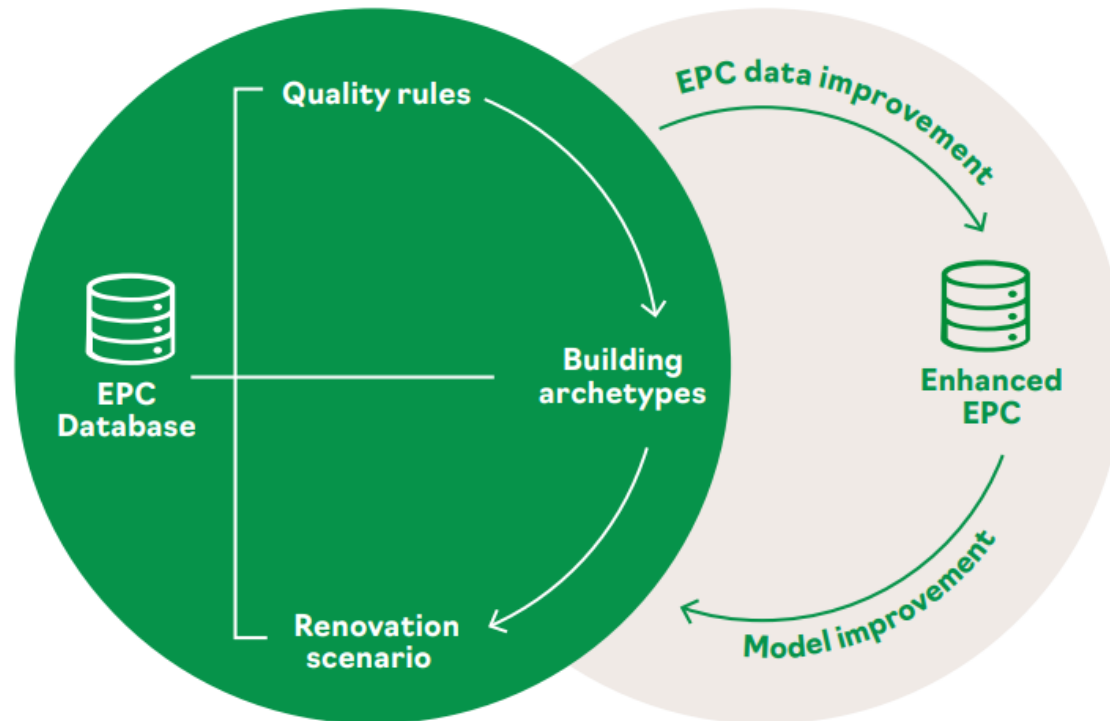 Quality rules
EPC data improvement
EPC
Database
Building
archetypes
Enhanced
EPC
Renovation
scenario
Model improvement